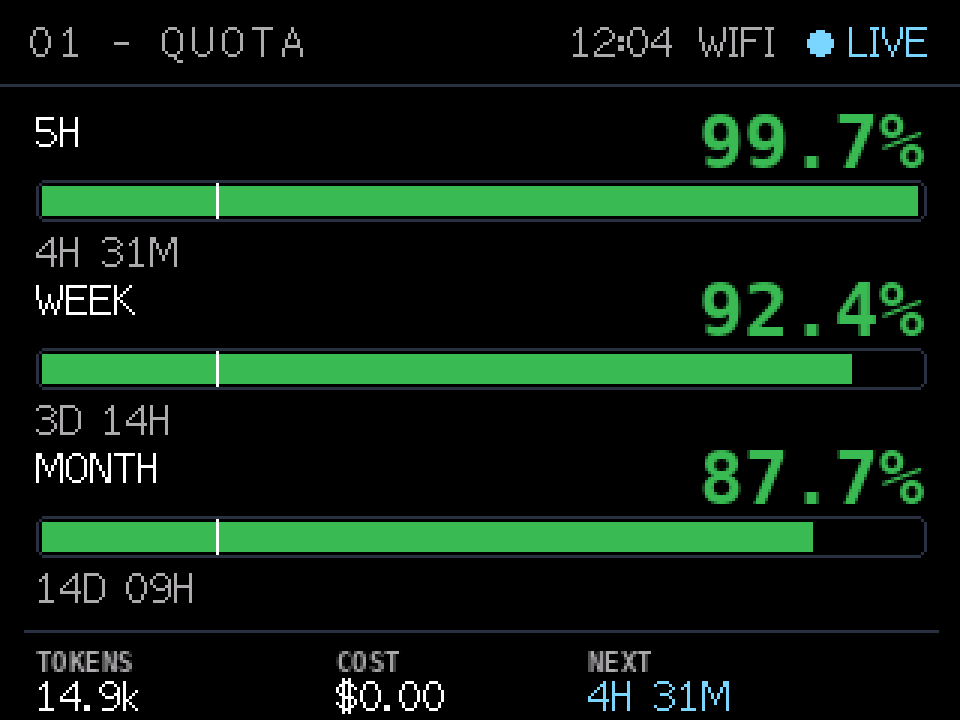 01 - QUOTA 12:04 WIFI LIVE
5H 99.7%
4H 31M
WEEK 92.4%
3D 14H
MONTH 87.7%
14D 09H
TOKENS COST NEXT
14.9k $0.00 4H 31M